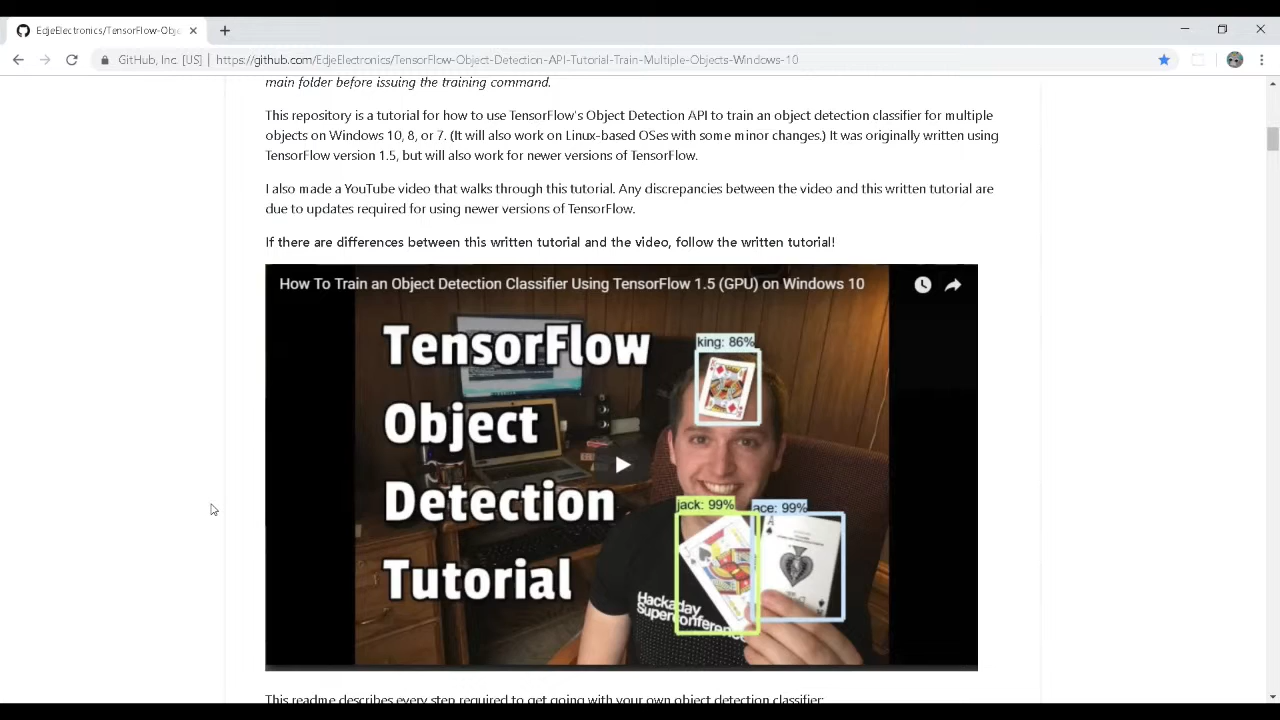 EdjeElectronics/TensorFlow-Obje
GitHub, Inc. [US] | https://github.com/EdjeElectronics/TensorFlow-Object-Detection-API-Tutorial-Train-Multiple-Objects-Windows-10
main folder before issuing the training command.
This repository is a tutorial for how to use TensorFlow's Object Detection API to train an object detection classifier for multiple
objects on Windows 10, 8, or 7. (It will also work on Linux-based OSes with some minor changes.) It was originally written using
TensorFlow version 1.5, but will also work for newer versions of TensorFlow.
I also made a YouTube video that walks through this tutorial. Any discrepancies between the video and this written tutorial are
due to updates required for using newer versions of TensorFlow.
If there are differences between this written tutorial and the video, follow the written tutorial!
How To Train an Object Detection Classifier Using TensorFlow 1.5 (GPU) on Windows 10
TensorFlow
king: 86%
Object
Detection
jack: 99%
ace: 99%
A
Tutorial
Hackaday
Superconference
This readme describes every step required to get going with your own object detection classifier: